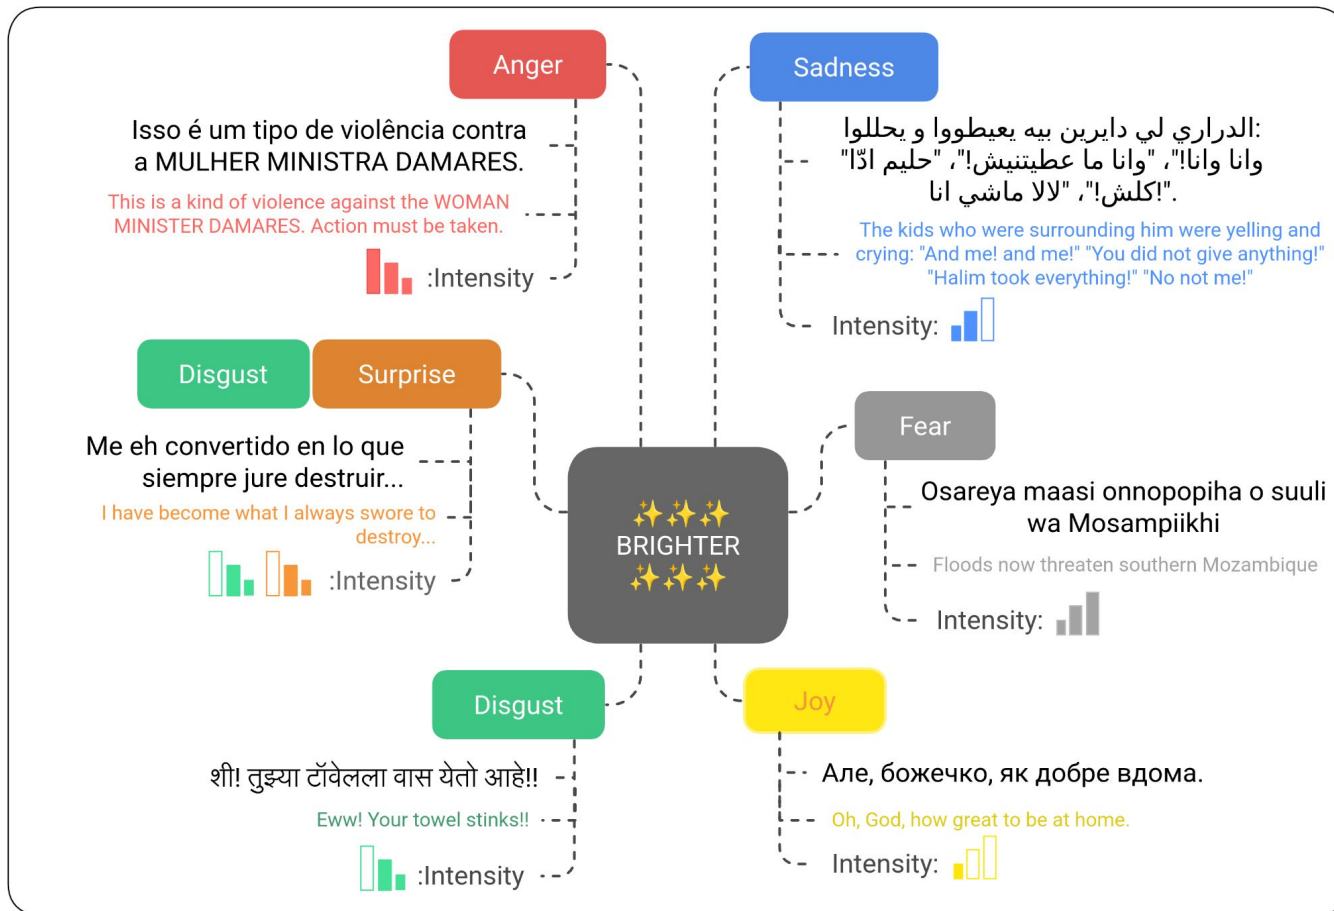 Anger
Isso é um tipo de violência contra
a MULHER MINISTRA DAMARES.
This is a kind of violence against the WOMAN
MINISTER DAMARES. Action must be taken.
:Intensity
Sadness
الدراري لي دايرين بيه يعيطووا و يحللوا:
"وانا وانا!"، "وانا ما عطيتنيش!"، "حليم ادّا
كلش!"، "لالا ماشي انا!".
The kids who were surrounding him were yelling and
crying: "And me! and me!" "You did not give anything!"
"Halim took everything!" "No not me!"
Intensity:
Disgust
Surprise
Me eh convertido en lo que
siempre jure destruir...
I have become what I always swore to
destroy...
:Intensity
Fear
Osareya maasi onnopopiha o suuli
wa Mosampiikhi
Floods now threaten southern Mozambique
Intensity:
BRIGHTER
Disgust
शी! तुझ्या टॉवेलला वास येतो आहे!!
Eww! Your towel stinks!!
:Intensity
Joy
Але, божечко, як добре вдома.
Oh, God, how great to be at home.
Intensity: